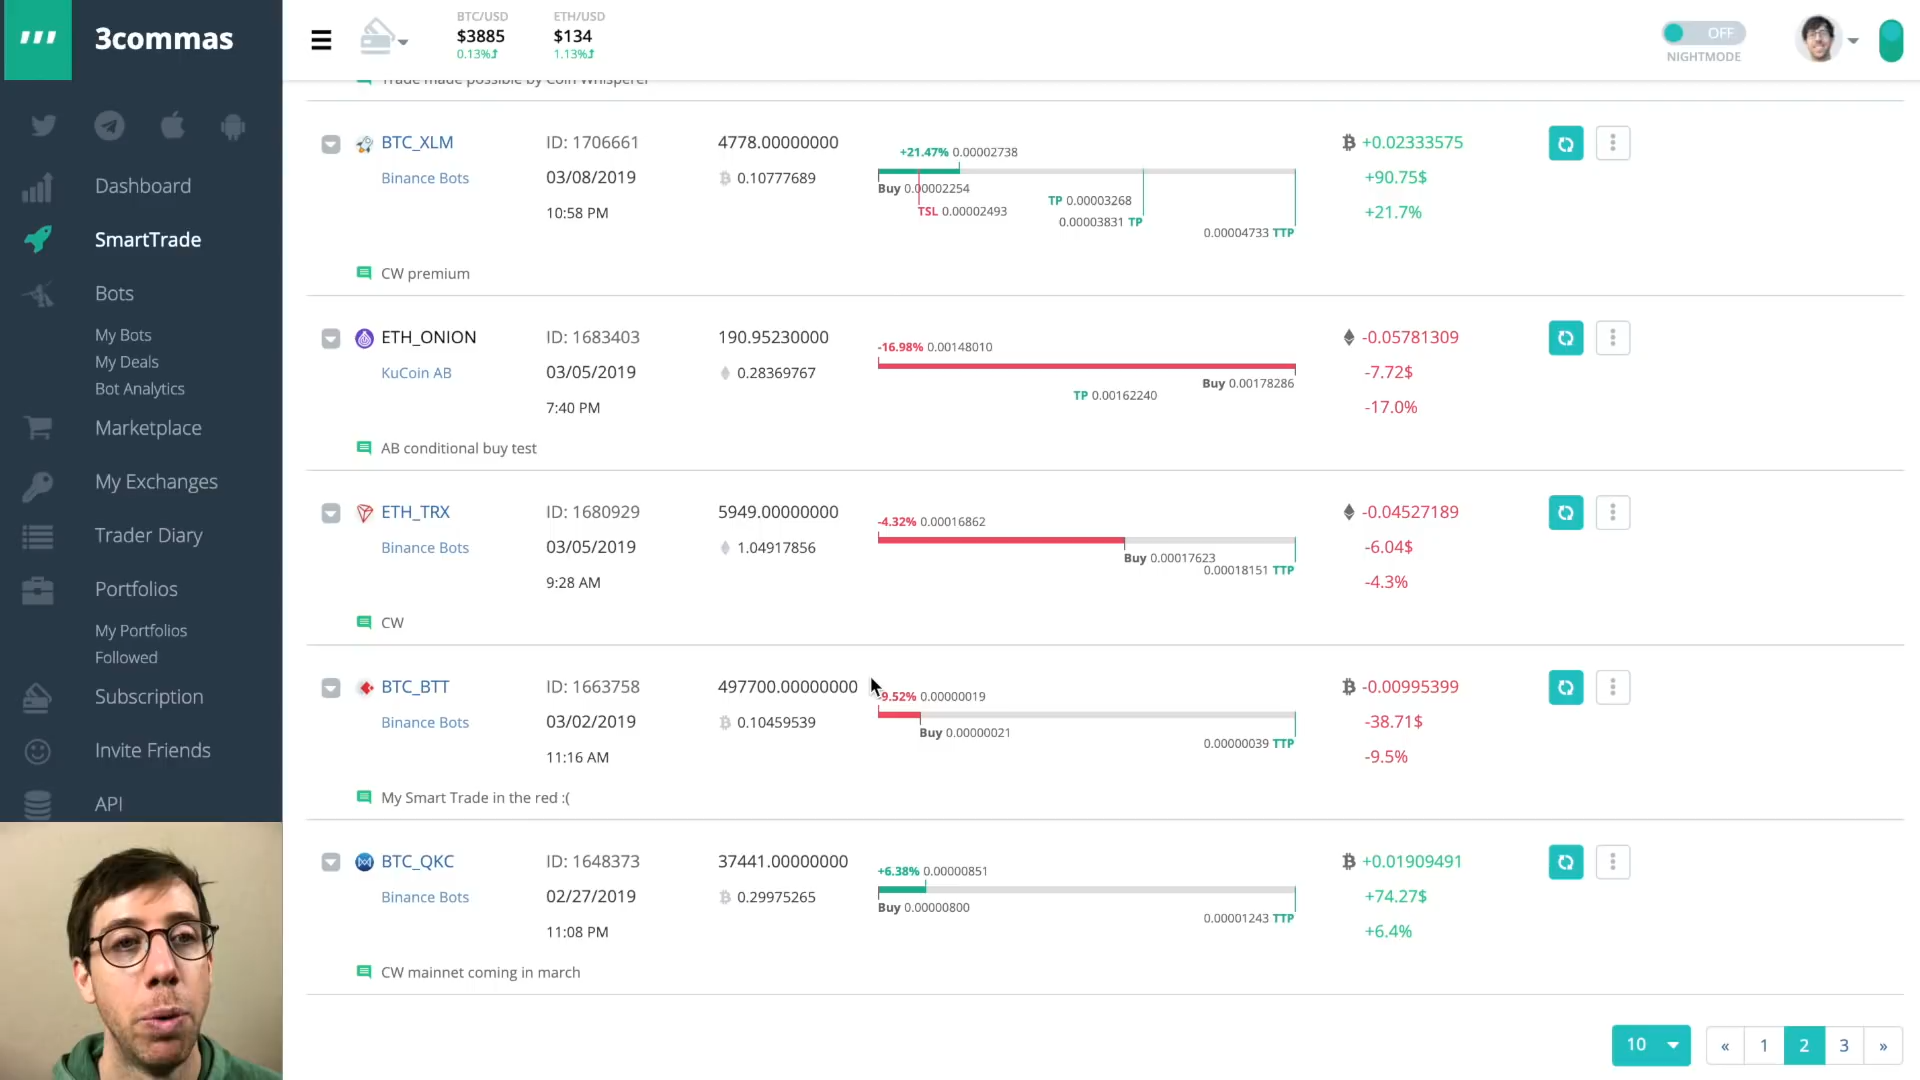 3commas
BTC/USD
$3885
0.13%
ETH/USD
$134
1.13%
OFF
NIGHTMODE
Dashboard
SmartTrade
Bots
My Bots
My Deals
Bot Analytics
Marketplace
My Exchanges
Trader Diary
Portfolios
My Portfolios
Followed
Subscription
Invite Friends
API
Trade made possible by Coin Whisperer
BTC_XLM
Binance Bots
ID: 1706661
03/08/2019
10:58 PM
4778.00000000
0.10777689
+21.47% 0.00002738
Buy 0.00002254
TSL 0.00002493
TP 0.00003268
0.00003831 TP
0.00004733 TTP
+0.02333575
+90.75$
+21.7%
CW premium
ETH_ONION
KuCoin AB
ID: 1683403
03/05/2019
7:40 PM
190.95230000
0.28369767
-16.98% 0.00148010
Buy 0.00178286
TP 0.00162240
-0.05781309
-7.72$
-17.0%
AB conditional buy test
ETH_TRX
Binance Bots
ID: 1680929
03/05/2019
9:28 AM
5949.00000000
1.04917856
-4.32% 0.00016862
Buy 0.00017623
0.00018151 TTP
-0.04527189
-6.04$
-4.3%
CW
BTC_BTT
Binance Bots
ID: 1663758
03/02/2019
11:16 AM
497700.00000000
0.10459539
9.52% 0.00000019
Buy 0.00000021
0.00000039 TTP
-0.00995399
-38.71$
-9.5%
My Smart Trade in the red :(
BTC_QKC
Binance Bots
ID: 1648373
02/27/2019
11:08 PM
37441.00000000
0.29975265
+6.38% 0.00000851
Buy 0.00000800
0.00001243 TTP
+0.01909491
+74.27$
+6.4%
CW mainnet coming in march
10
« 1 2 3 »